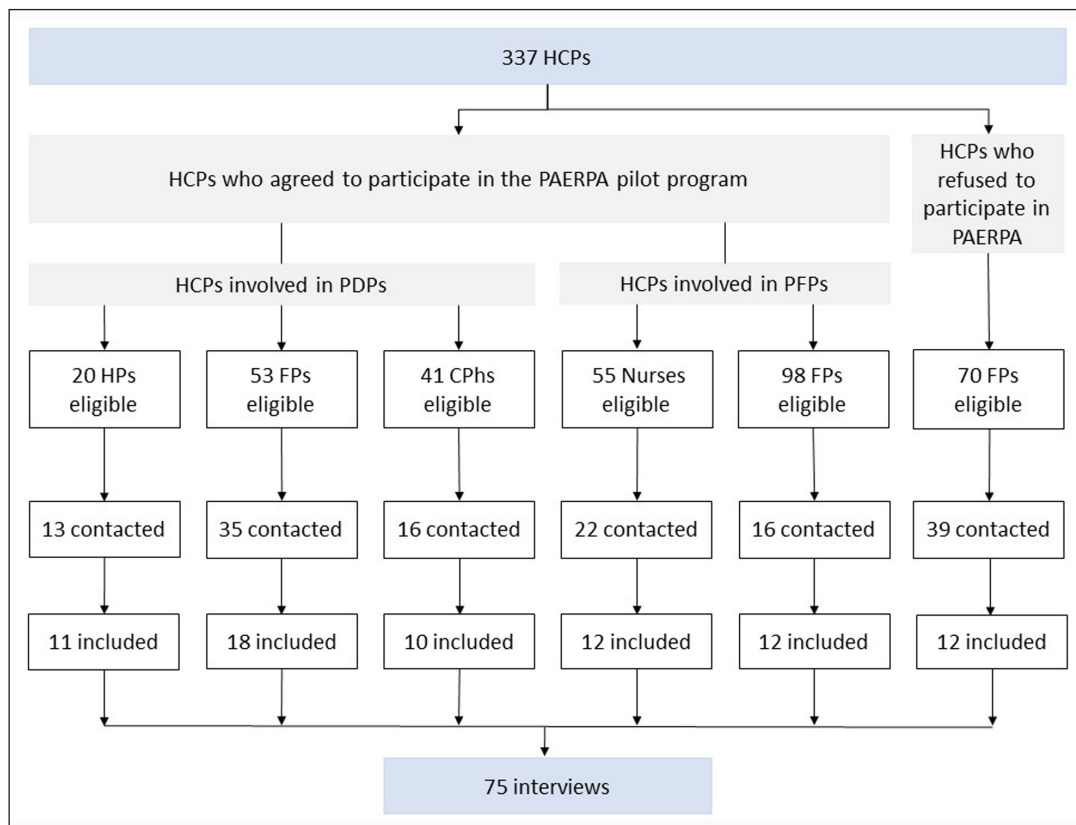 337 HCPs
HCPs who agreed to participate in the PAERPA pilot program
HCPs who
refused to
participate in
PAERPA
HCPs involved in PDPs
HCPs involved in PFPs
20 HPs
eligible
53 FPs
eligible
41 CPhs
eligible
55 Nurses
eligible
98 FPs
eligible
70 FPs
eligible
13 contacted
35 contacted
16 contacted
22 contacted
16 contacted
39 contacted
11 included
18 included
10 included
12 included
12 included
12 included
75 interviews